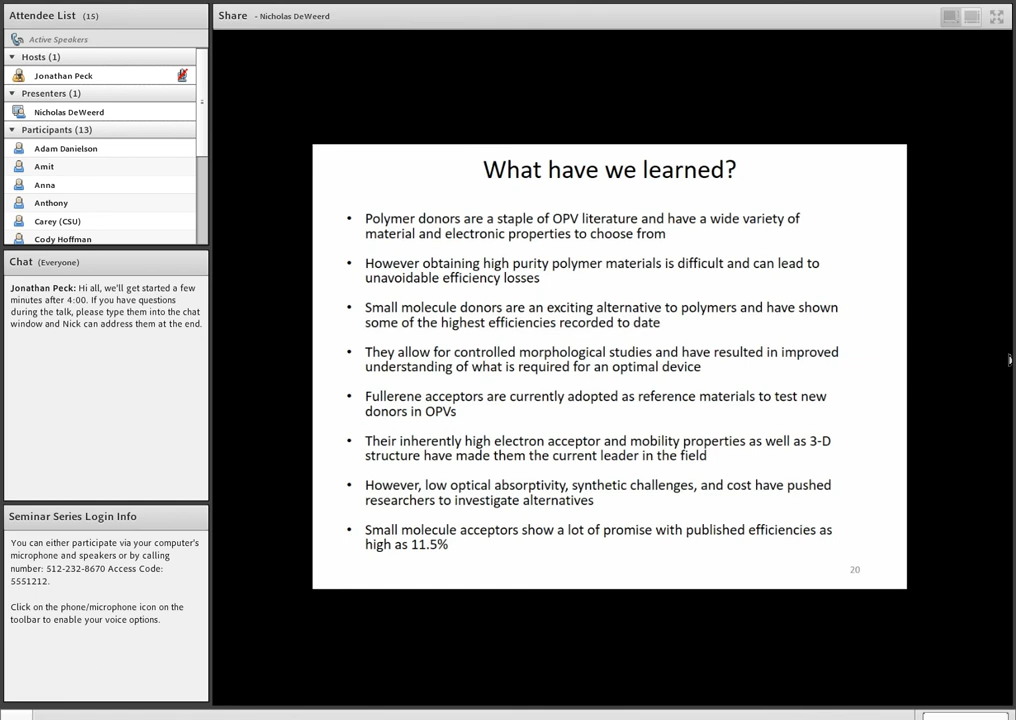 Attendee List (15)
Active Speakers
Hosts (1)
Jonathan Peck
Presenters (1)
Nicholas DeWeerd
Participants (13)
Adam Danielson
Amit
Anna
Anthony
Carey (CSU)
Cody Hoffman
Chat (Everyone)
Jonathan Peck: Hi all, we'll get started a few
minutes after 4:00. If you have questions
during the talk, please type them into the chat
window and Nick can address them at the end.
Seminar Series Login Info
You can either participate via your computer's
microphone and speakers or by calling
number: 512-232-8670 Access Code:
5551212.
Click on the phone/microphone icon on the
toolbar to enable your voice options.
Share - Nicholas DeWeerd
What have we learned?
• Polymer donors are a staple of OPV literature and have a wide variety of
material and electronic properties to choose from
• However obtaining high purity polymer materials is difficult and can lead to
unavoidable efficiency losses
• Small molecule donors are an exciting alternative to polymers and have shown
some of the highest efficiencies recorded to date
• They allow for controlled morphological studies and have resulted in improved
understanding of what is required for an optimal device
• Fullerene acceptors are currently adopted as reference materials to test new
donors in OPVs
• Their inherently high electron acceptor and mobility properties as well as 3-D
structure have made them the current leader in the field
• However, low optical absorptivity, synthetic challenges, and cost have pushed
researchers to investigate alternatives
• Small molecule acceptors show a lot of promise with published efficiencies as
high as 11.5%
20